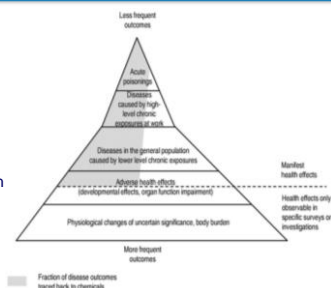 Less frequent
outcomes
Acute
poisonings
Diseases
caused by high-
level chronic
exposures at work
Diseases in the general population
caused by lower level chronic exposures
Manifest
health effects
n
Adverse health effects
(developmental effects, organ function impairment)
Health effects only
observable in
specific surveys or
investigations
Physiological changes of uncertain significance, body burden
More frequent
outcomes
Fraction of disease outcomes
traced back to chemicals